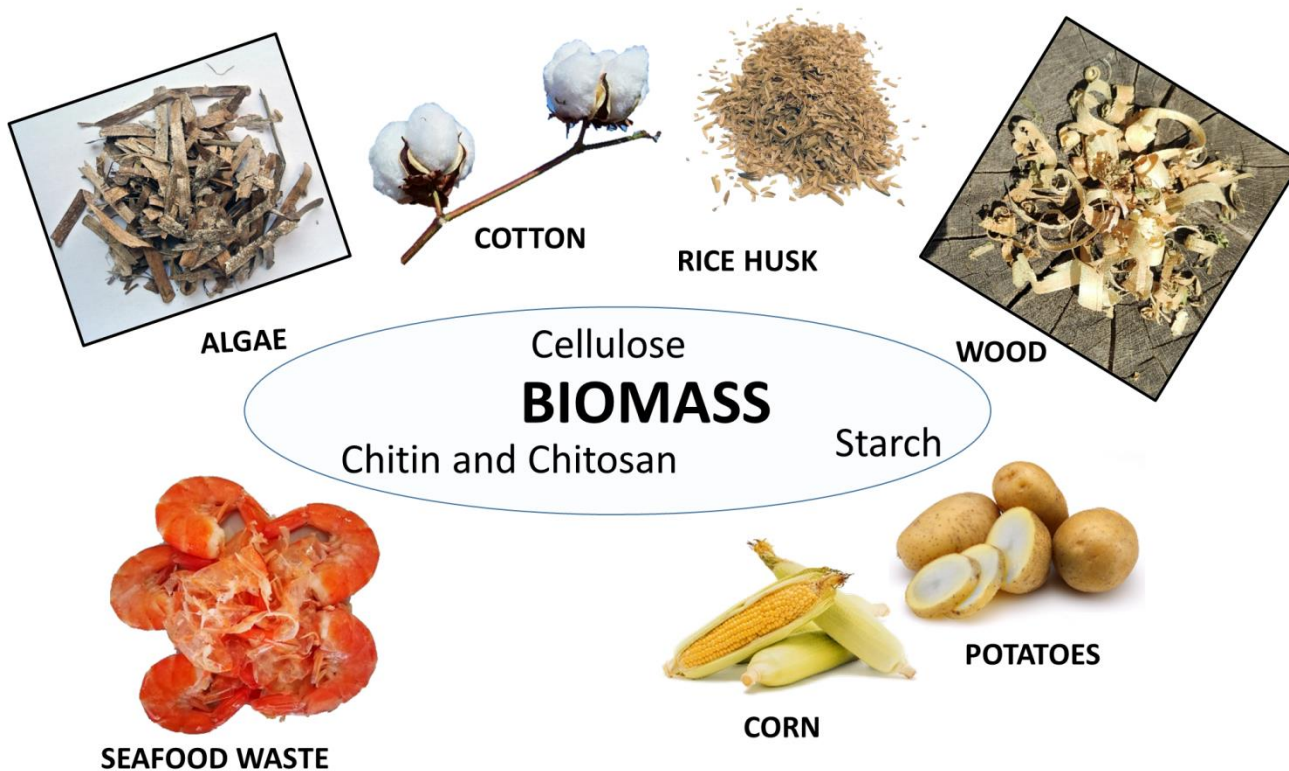 COTTON
RICE HUSK
ALGAE
WOOD
Cellulose
BIOMASS
Starch
Chitin and Chitosan
POTATOES
CORN
SEAFOOD WASTE